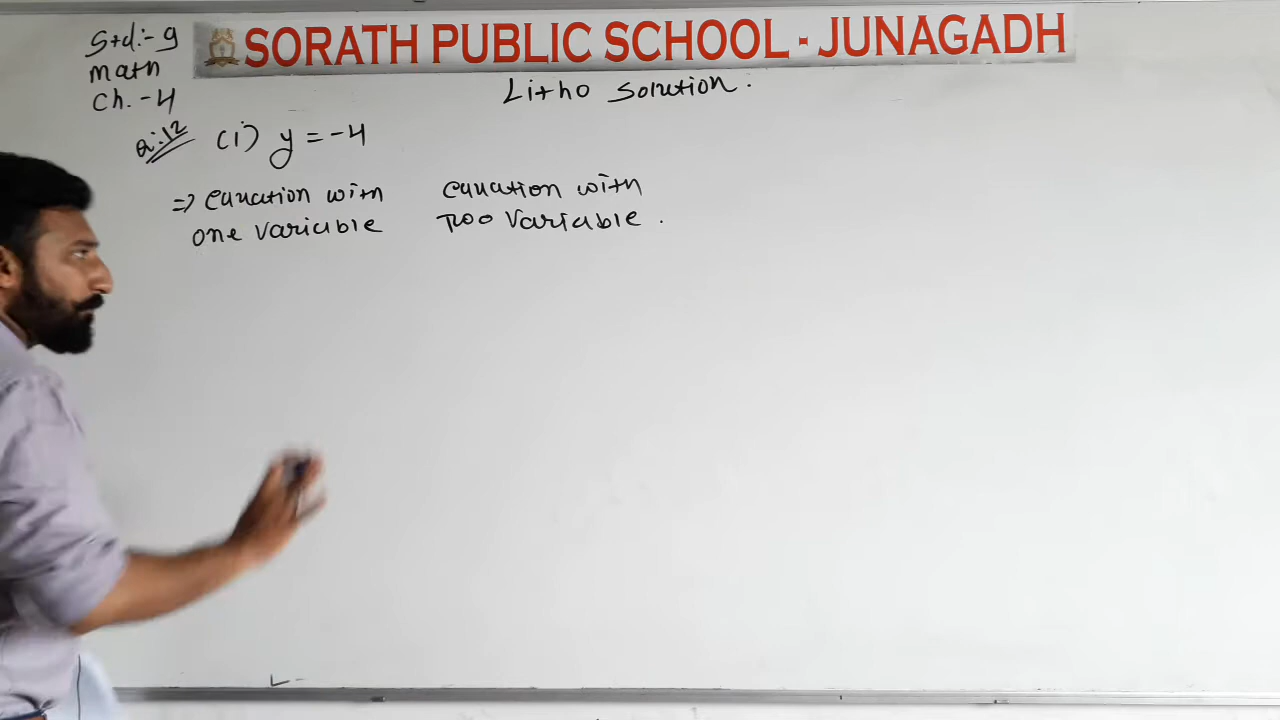 SORATH PUBLIC SCHOOL - JUNAGADH
Std:- 9
math
Ch. - 4
Litho Solution.
Q:12 (i) y = -4
=> equation with equation with
one variable two variable.